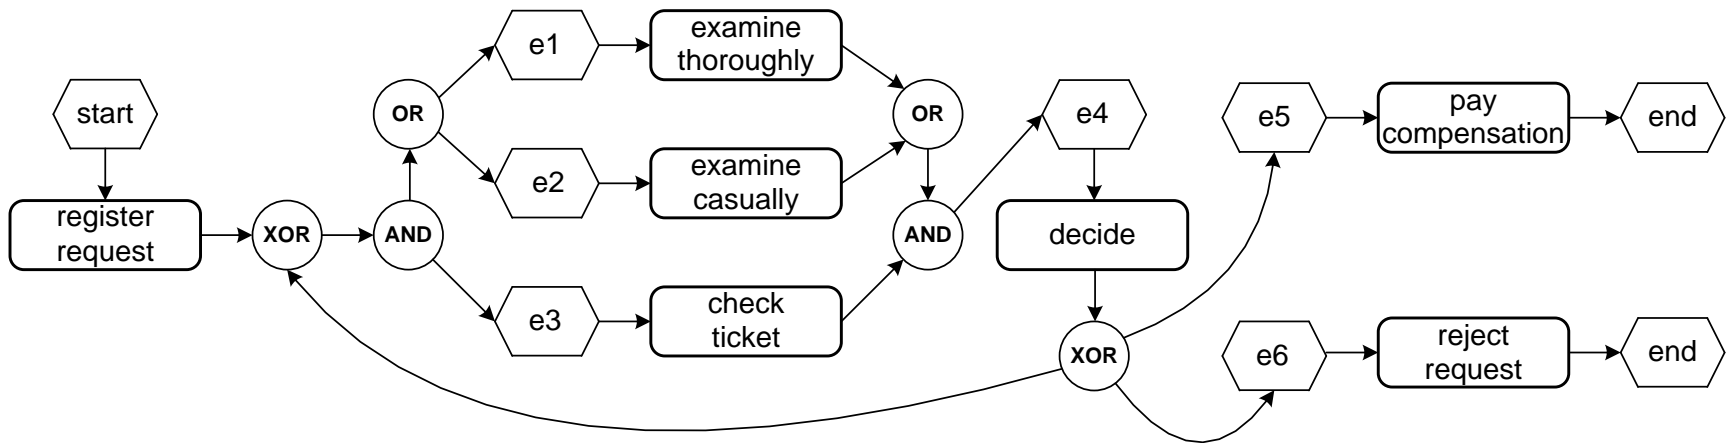 start
register
request
XOR
AND
OR
e1
examine
thoroughly
e2
examine
casually
e3
check
ticket
OR
AND
e4
decide
XOR
e5
pay
compensation
end
e6
reject
request
end